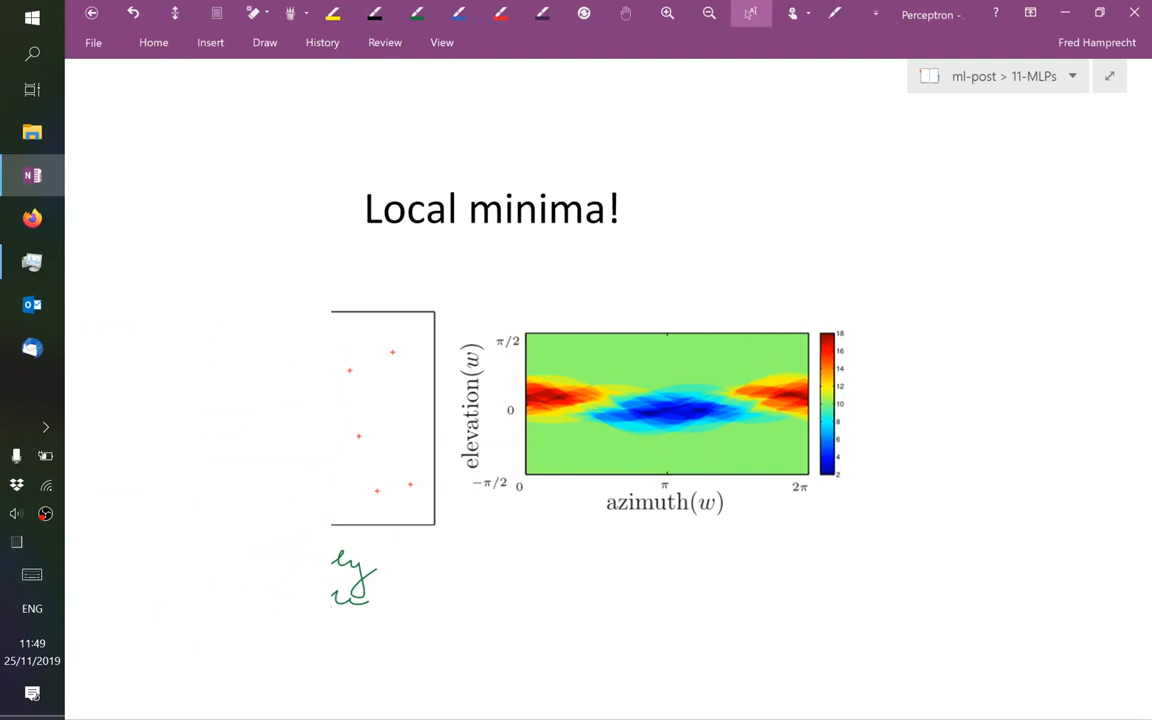 Perceptron -.
?
File Home Insert Draw History Review View
Fred Hamprecht
ml-post > 11-MLPs
Local minima!
elevation(w)
π/2
0
−π/2
0
π
2π
azimuth(w)
18
16
14
12
10
8
6
4
2
ENG
11:49
25/11/2019